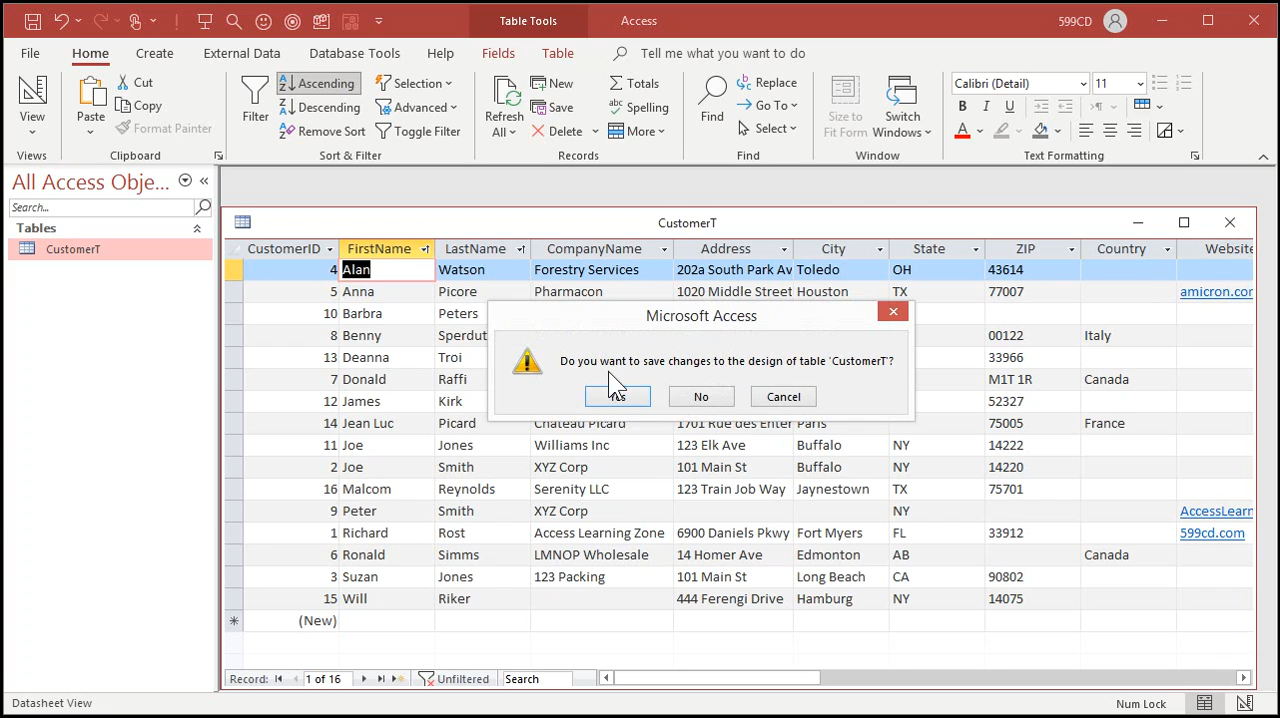 Table Tools Access 599CD
File Home Create External Data Database Tools Help Fields Table Tell me what you want to do
View
Views
Paste
Cut
Copy
Format Painter
Clipboard
Filter
Ascending
Descending
Remove Sort
Selection
Advanced
Toggle Filter
Sort & Filter
Refresh All
New
Save
Delete
Totals
Spelling
More
Records
Find
Replace
Go To
Select
Find
Size to Fit Form
Switch Windows
Window
Calibri (Detail) 11
B I U
A
Text Formatting
All Access Obje...
Search...
Tables
CustomerT
CustomerT
CustomerID FirstName LastName CompanyName Address City State ZIP Country Website
4 Alan Watson Forestry Services 202a South Park Av Toledo OH 43614
5 Anna Picore Pharmacon 1020 Middle Street Houston TX 77007 amicron.com
10 Barbra Peters
8 Benny Sperdut 00122 Italy
13 Deanna Troi 33966
7 Donald Raffi M1T 1R Canada
12 James Kirk 52327
14 Jean Luc Picard Chateau Picard 1701 Rue des Enter Paris 75005 France
11 Joe Jones Williams Inc 123 Elk Ave Buffalo NY 14222
2 Joe Smith XYZ Corp 101 Main St Buffalo NY 14220
16 Malcom Reynolds Serenity LLC 123 Train Job Way Jaynestown TX 75701
9 Peter Smith XYZ Corp NY AccessLearn
1 Richard Rost Access Learning Zone 6900 Daniels Pkwy Fort Myers FL 33912 599cd.com
6 Ronald Simms LMNOP Wholesale 14 Homer Ave Edmonton AB Canada
3 Suzan Jones 123 Packing 101 Main St Long Beach CA 90802
15 Will Riker 444 Ferengi Drive Hamburg NY 14075
(New)
Microsoft Access
Do you want to save changes to the design of table 'CustomerT'?
Yes No Cancel
Record: 1 of 16 Unfiltered Search
Datasheet View Num Lock